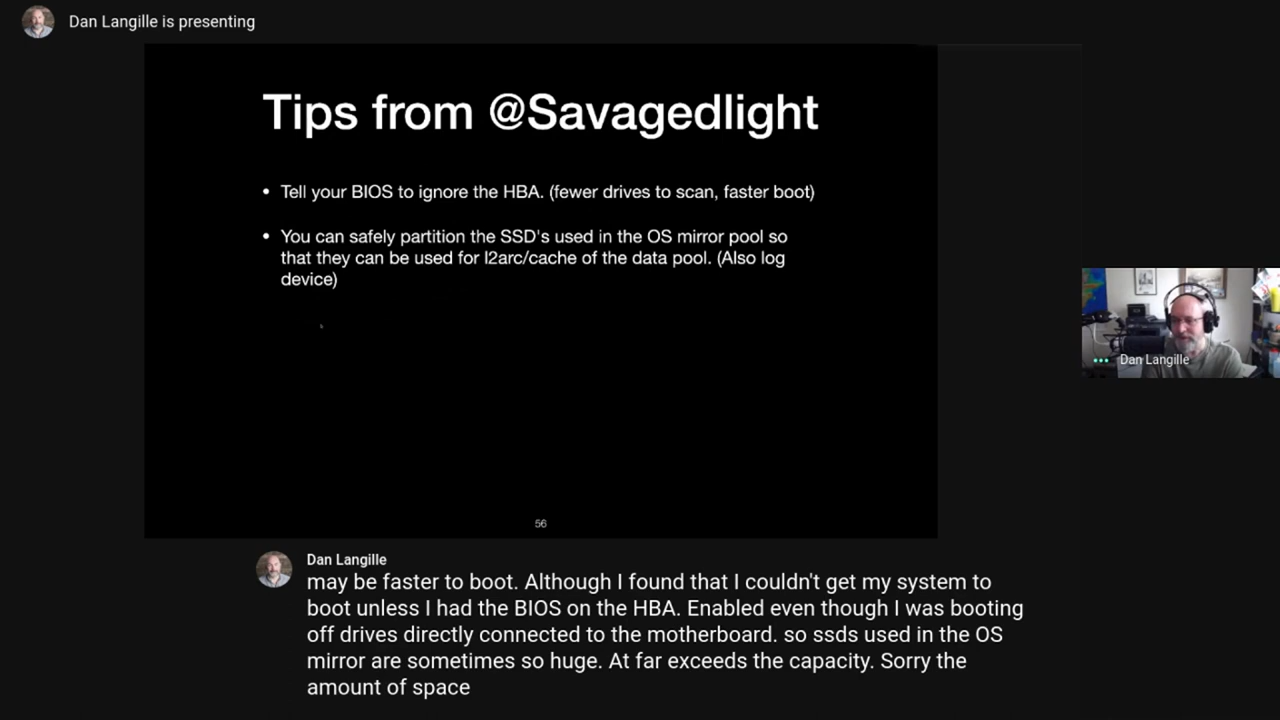 Dan Langille is presenting
Tips from @Savagedlight
• Tell your BIOS to ignore the HBA. (fewer drives to scan, faster boot)
• You can safely partition the SSD's used in the OS mirror pool so
that they can be used for l2arc/cache of the data pool. (Also log
device)
Dan Langille
56
Dan Langille
may be faster to boot. Although I found that I couldn't get my system to
boot unless I had the BIOS on the HBA. Enabled even though I was booting
off drives directly connected to the motherboard. so ssds used in the OS
mirror are sometimes so huge. At far exceeds the capacity. Sorry the
amount of space